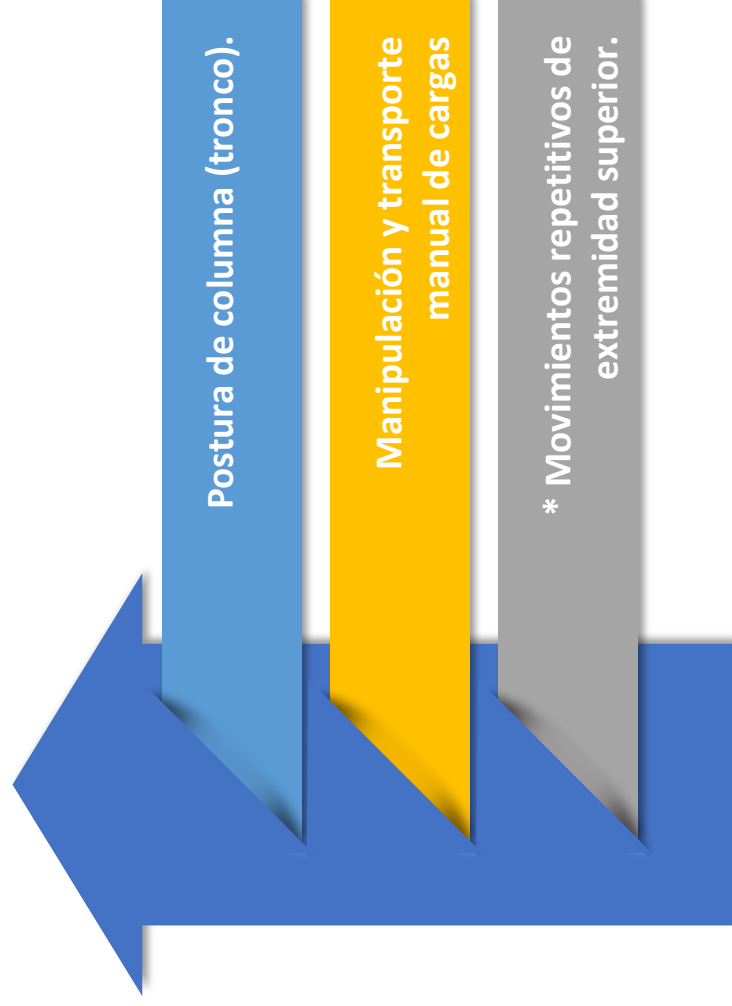 Postura de columna (tronco).
Manipulación y transporte
manual de cargas
* Movimientos repetitivos de
extremidad superior.